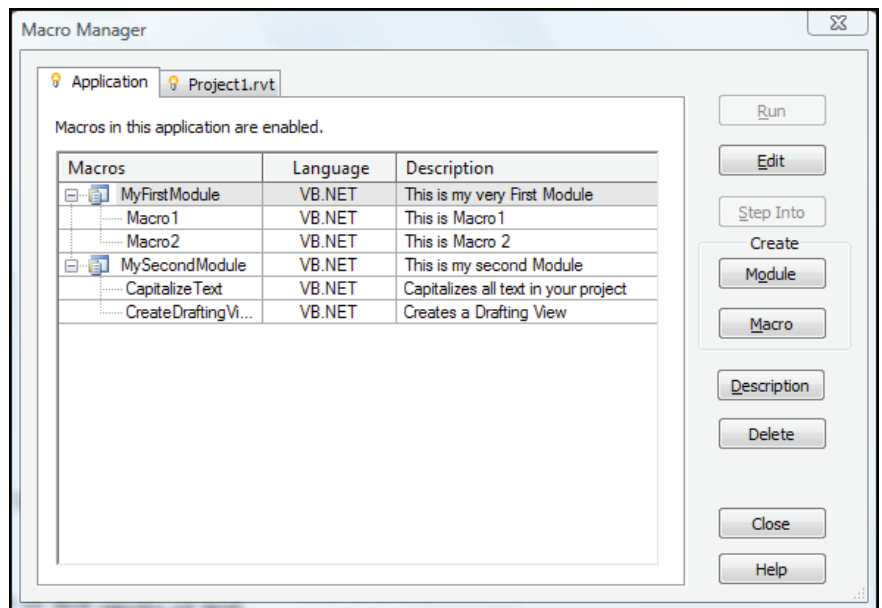 Macro Manager
Application Project1.rvt
Macros in this application are enabled.
Macros Language Description
MyFirstModule VB.NET This is my very First Module
Macro1 VB.NET This is Macro1
Macro2 VB.NET This is Macro 2
MySecondModule VB.NET This is my second Module
CapitalizeText VB.NET Capitalizes all text in your project
CreateDraftingVi... VB.NET Creates a Drafting View
Run
Edit
Step Into
Create
Module
Macro
Description
Delete
Close
Help